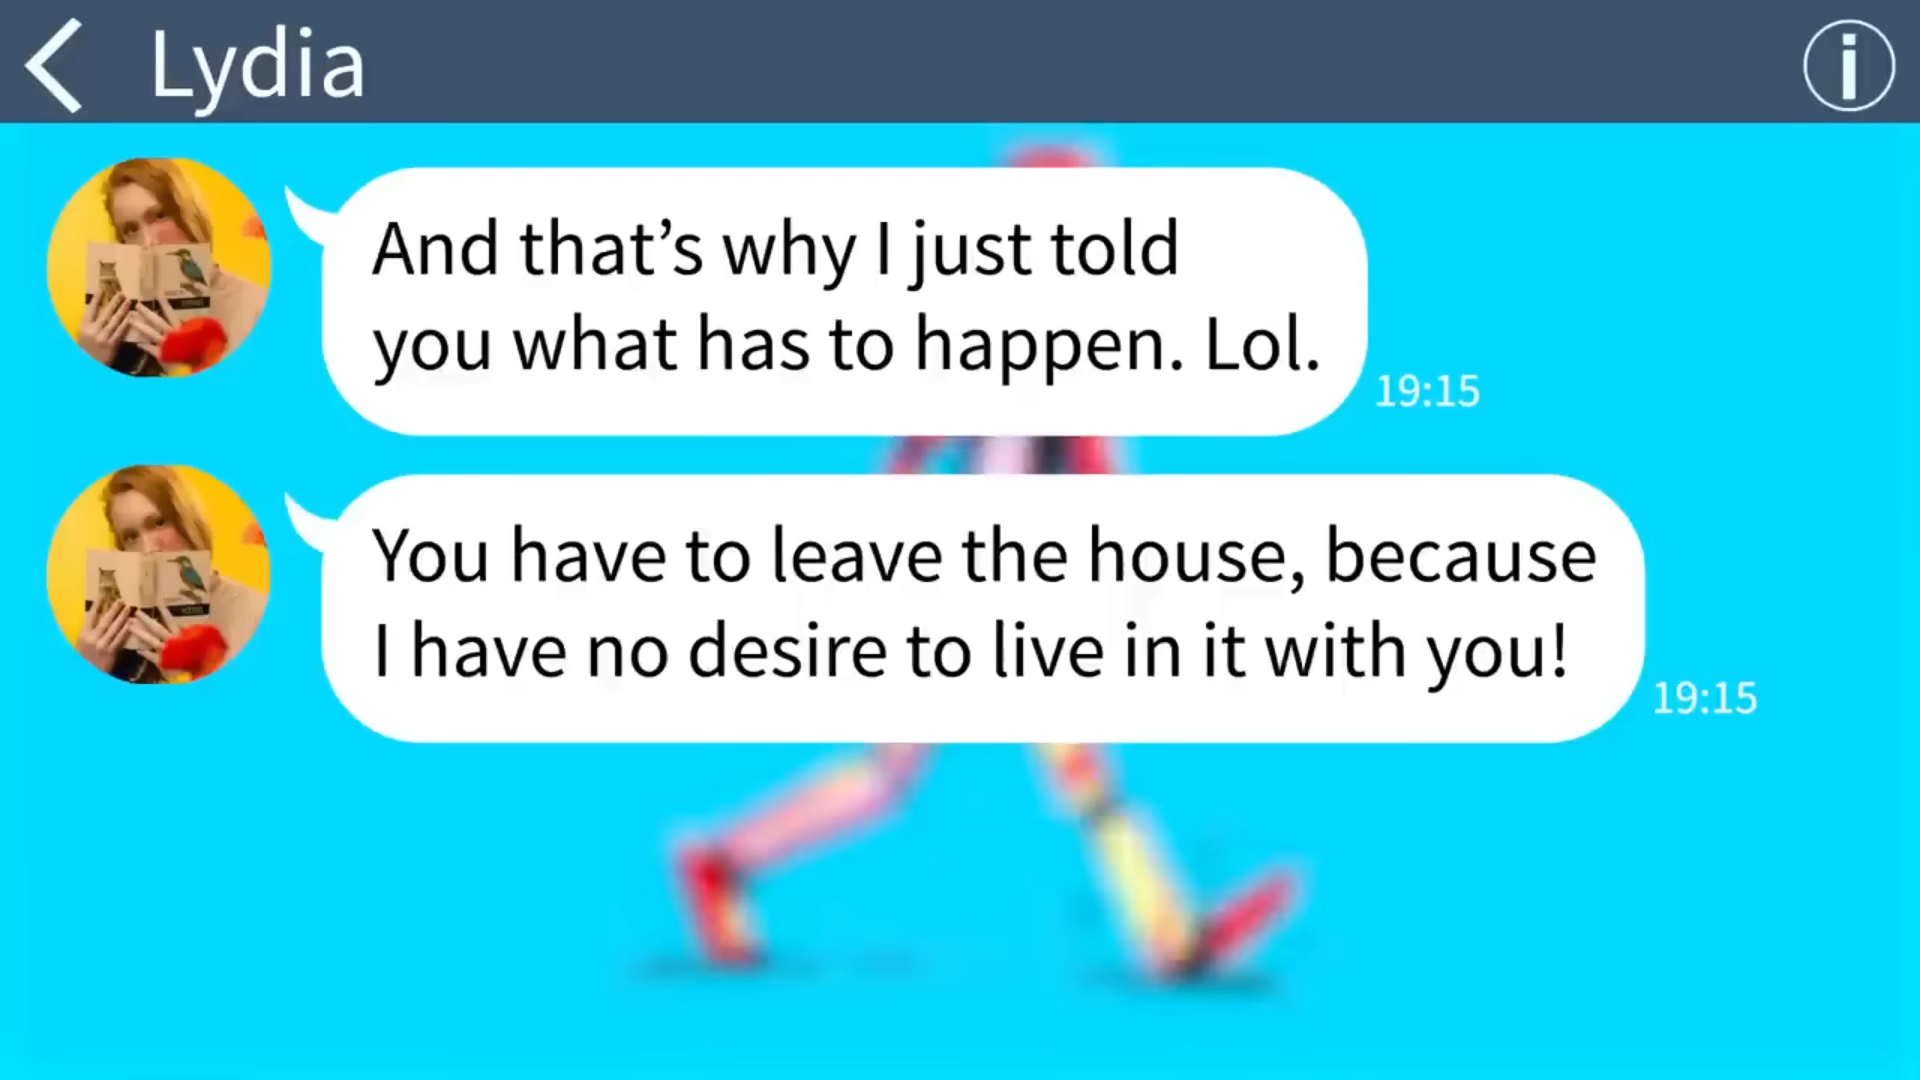 Lydia
And that’s why I just told
you what has to happen. Lol.
19:15
You have to leave the house, because
I have no desire to live in it with you!
19:15